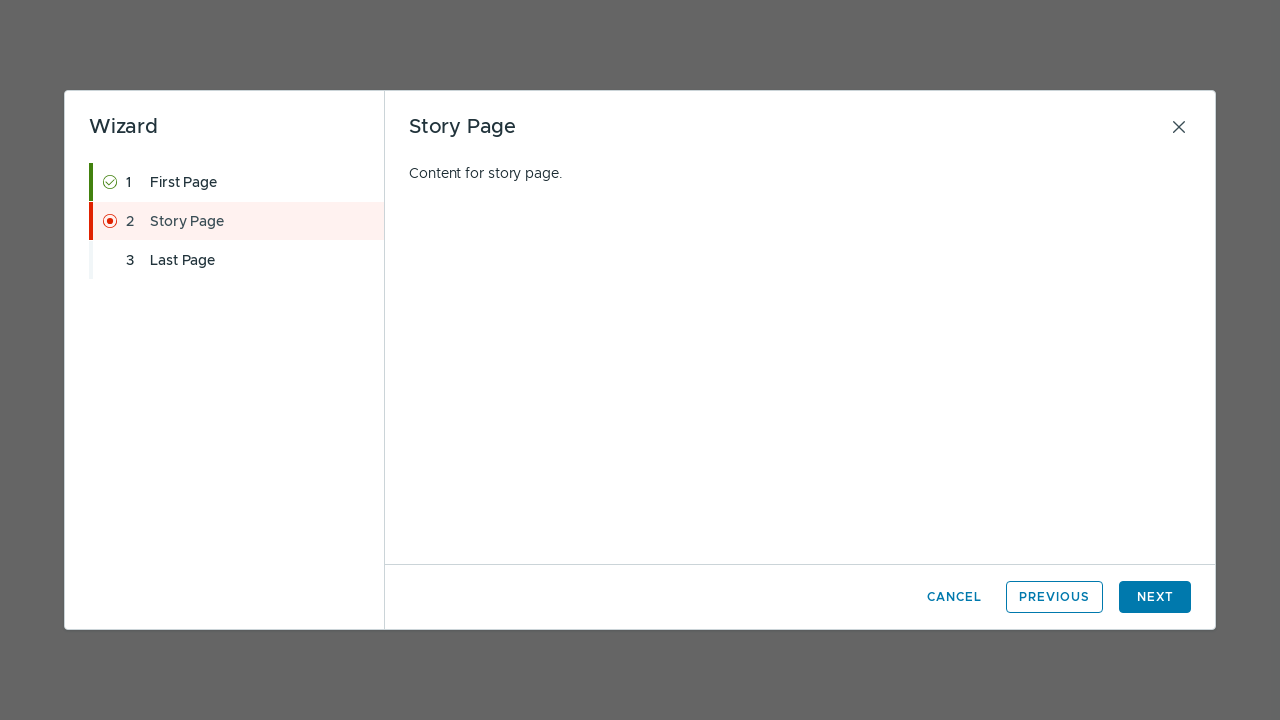 Wizard
1 First Page
2 Story Page
3 Last Page
Story Page
Content for story page.
CANCEL PREVIOUS NEXT